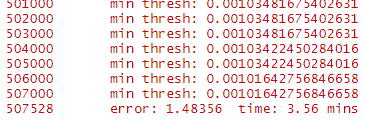 501000 min thresh: 0.00103481675402631
502000 min thresh: 0.00103481675402631
503000 min thresh: 0.00103481675402631
504000 min thresh: 0.00103422450284016
505000 min thresh: 0.00103422450284016
506000 min thresh: 0.00101642756846658
507000 min thresh: 0.00101642756846658
507528 error: 1.48356 time: 3.56 mins